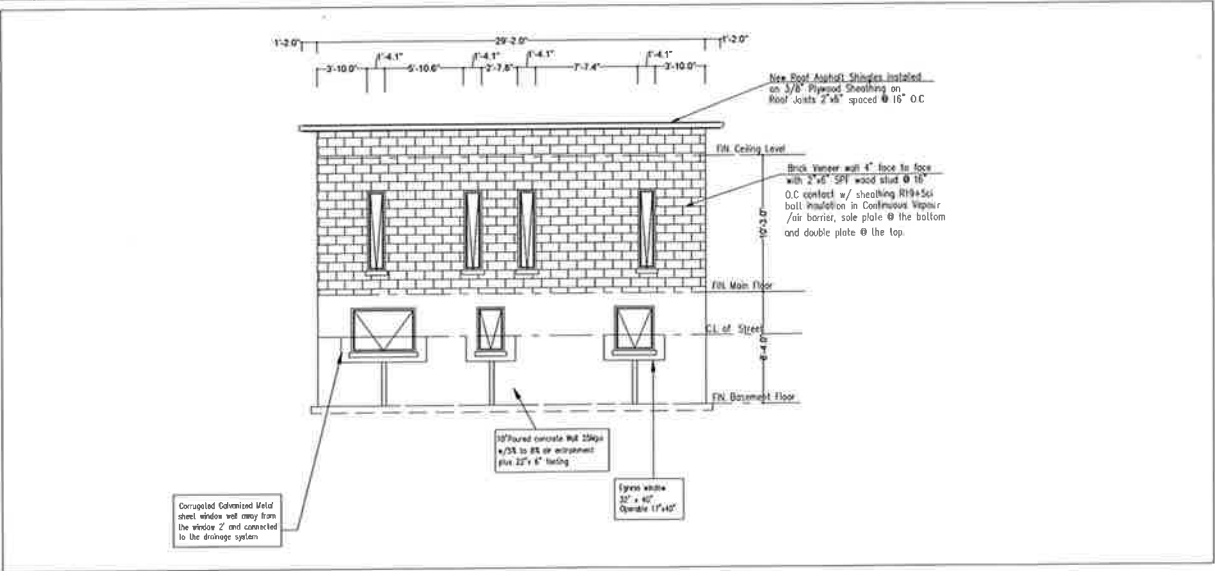 1'-2.0" 29'-2.0" 1'-2.0"
1'-4.1" 1'-4.1" 1'-4.1" 1'-4.1"
3'-10.0" 5'-10.6" 2'-7.8" 7'-7.4" 3'-10.0"
New Roof Asphalt Shingles installed
on 3/8" Plywood Sheathing on
Roof Joists 2"x6" spaced @ 16" O.C
FIN. Ceiling Level
Brick Veneer wall 4" face to face
with 2"x6" SPF wood stud @ 16"
O.C contact w/ sheathing R19+5ci
batt insulation in Continuous Vapour
/air barrier, sole plate @ the bottom
and double plate @ the top.
10'-3.0"
FIN. Main Floor
C.L. of Street
8'-4.0"
FIN. Basement Floor
10"Poured concrete Wall 25Mpa
w/5% to 8% air entrainment
plus 22"x 6" footing
Egress window
32" x 40"
Operable 17"x40"
Corrugated Galvanized Metal
sheet window well away from
the window 2' and connected
to the drainage system